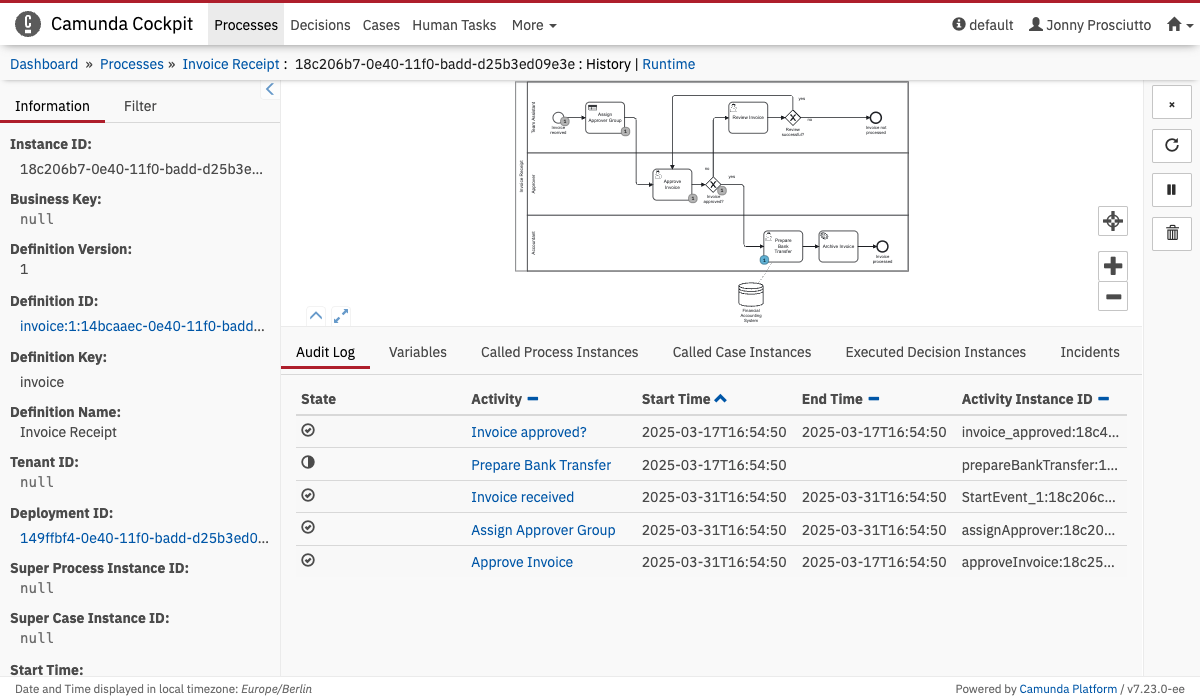 Camunda Cockpit Processes Decisions Cases Human Tasks More default Jonny Prosciutto
Dashboard » Processes » Invoice Receipt : 18c206b7-0e40-11f0-badd-d25b3ed09e3e : History | Runtime
Information Filter
Instance ID:
18c206b7-0e40-11f0-badd-d25b3e...
Business Key:
null
Definition Version:
1
Definition ID:
invoice:1:14bcaaec-0e40-11f0-badd...
Definition Key:
invoice
Definition Name:
Invoice Receipt
Tenant ID:
null
Deployment ID:
149ffbf4-0e40-11f0-badd-d25b3ed0...
Super Process Instance ID:
null
Super Case Instance ID:
null
Start Time:
Invoice Receipt
Team Assistant
Invoice
received
1
Assign
Approver Group
1
Review Invoice
yes
no
Review
successful?
Invoice not
processed
Approver
Approve
Invoice
1
no
yes
1
Invoice
approved?
Accountant
Prepare
Bank
Transfer
1
Archive Invoice
Invoice
processed
Financial
Accounting
System
Audit Log Variables Called Process Instances Called Case Instances Executed Decision Instances Incidents
State Activity Start Time End Time Activity Instance ID
Invoice approved? 2025-03-17T16:54:50 2025-03-17T16:54:50 invoice_approved:18c4...
Prepare Bank Transfer 2025-03-17T16:54:50 prepareBankTransfer:1...
Invoice received 2025-03-31T16:54:50 2025-03-31T16:54:50 StartEvent_1:18c206c...
Assign Approver Group 2025-03-31T16:54:50 2025-03-31T16:54:50 assignApprover:18c20...
Approve Invoice 2025-03-31T16:54:50 2025-03-17T16:54:50 approveInvoice:18c25...
Date and Time displayed in local timezone: Europe/Berlin
Powered by Camunda Platform / v7.23.0-ee